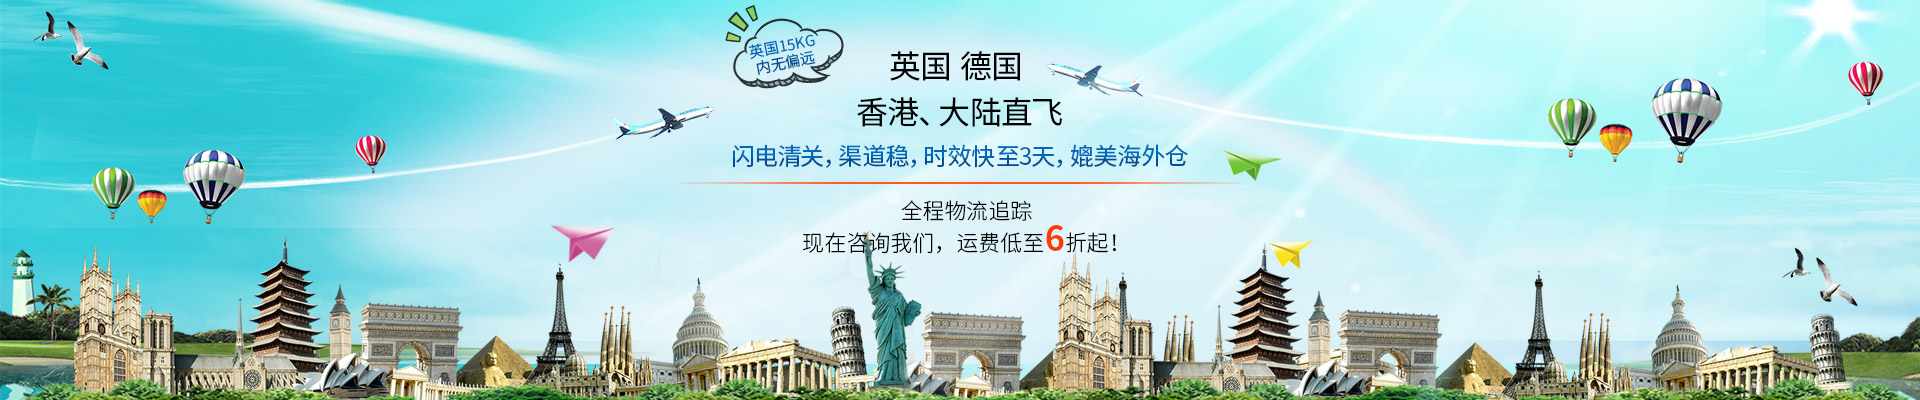 英国15KG
内无偏远
英国 德国
香港、大陆直飞
闪电清关，渠道稳，时效快至3天，媲美海外仓
全程物流追踪
现在咨询我们，运费低至6折起！